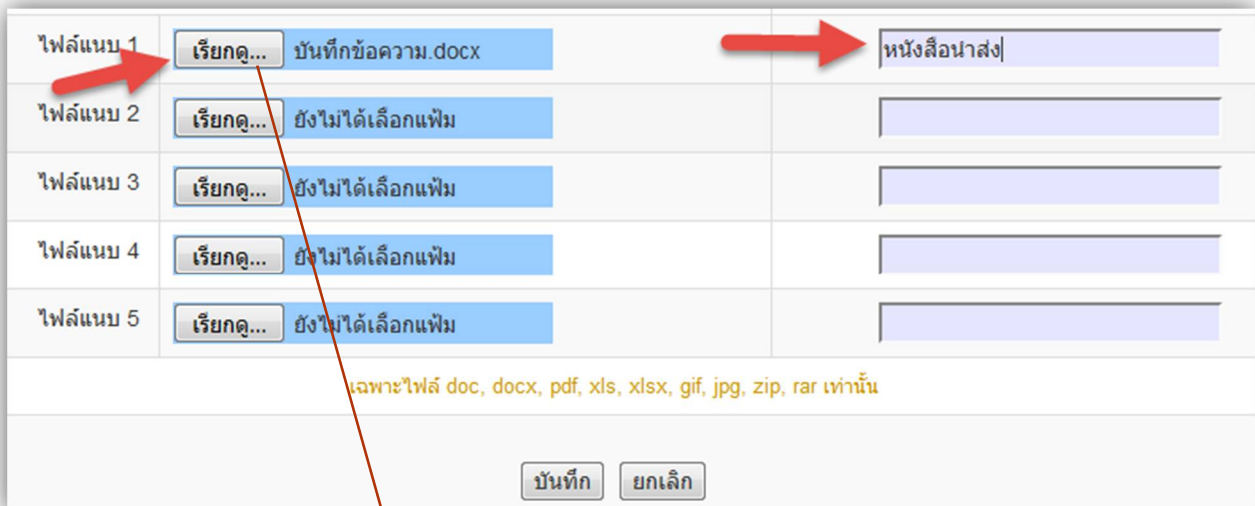 ไฟล์แนบ 1 เรียกดู... บันทึกข้อความ.docx หนังสือนำส่ง
ไฟล์แนบ 2 เรียกดู... ยังไม่ได้เลือกแฟ้ม
ไฟล์แนบ 3 เรียกดู... ยังไม่ได้เลือกแฟ้ม
ไฟล์แนบ 4 เรียกดู... ยังไม่ได้เลือกแฟ้ม
ไฟล์แนบ 5 เรียกดู... ยังไม่ได้เลือกแฟ้ม
เฉพาะไฟล์ doc, docx, pdf, xls, xlsx, gif, jpg, zip, rar เท่านั้น
บันทึก ยกเลิก